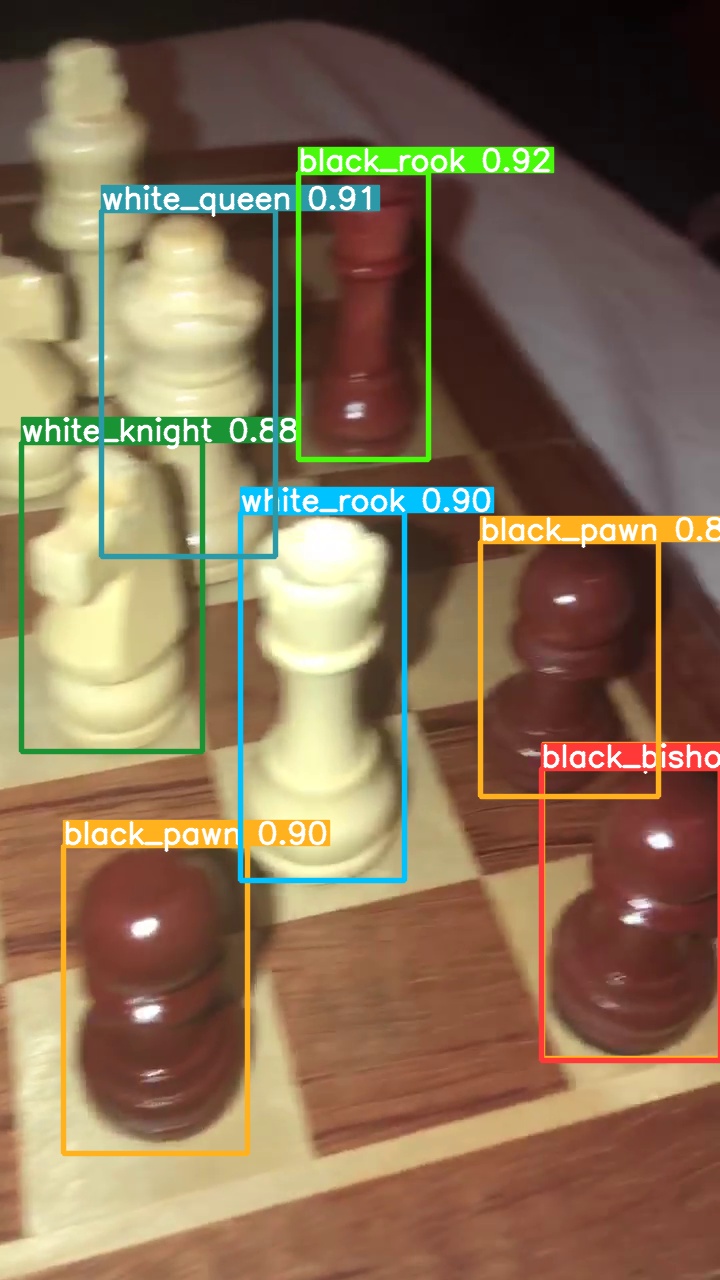 black_rook 0.92
white_queen 0.91
white_knight 0.88
white_rook 0.90
black_pawn 0.8
black_bisho
black_pawn 0.90